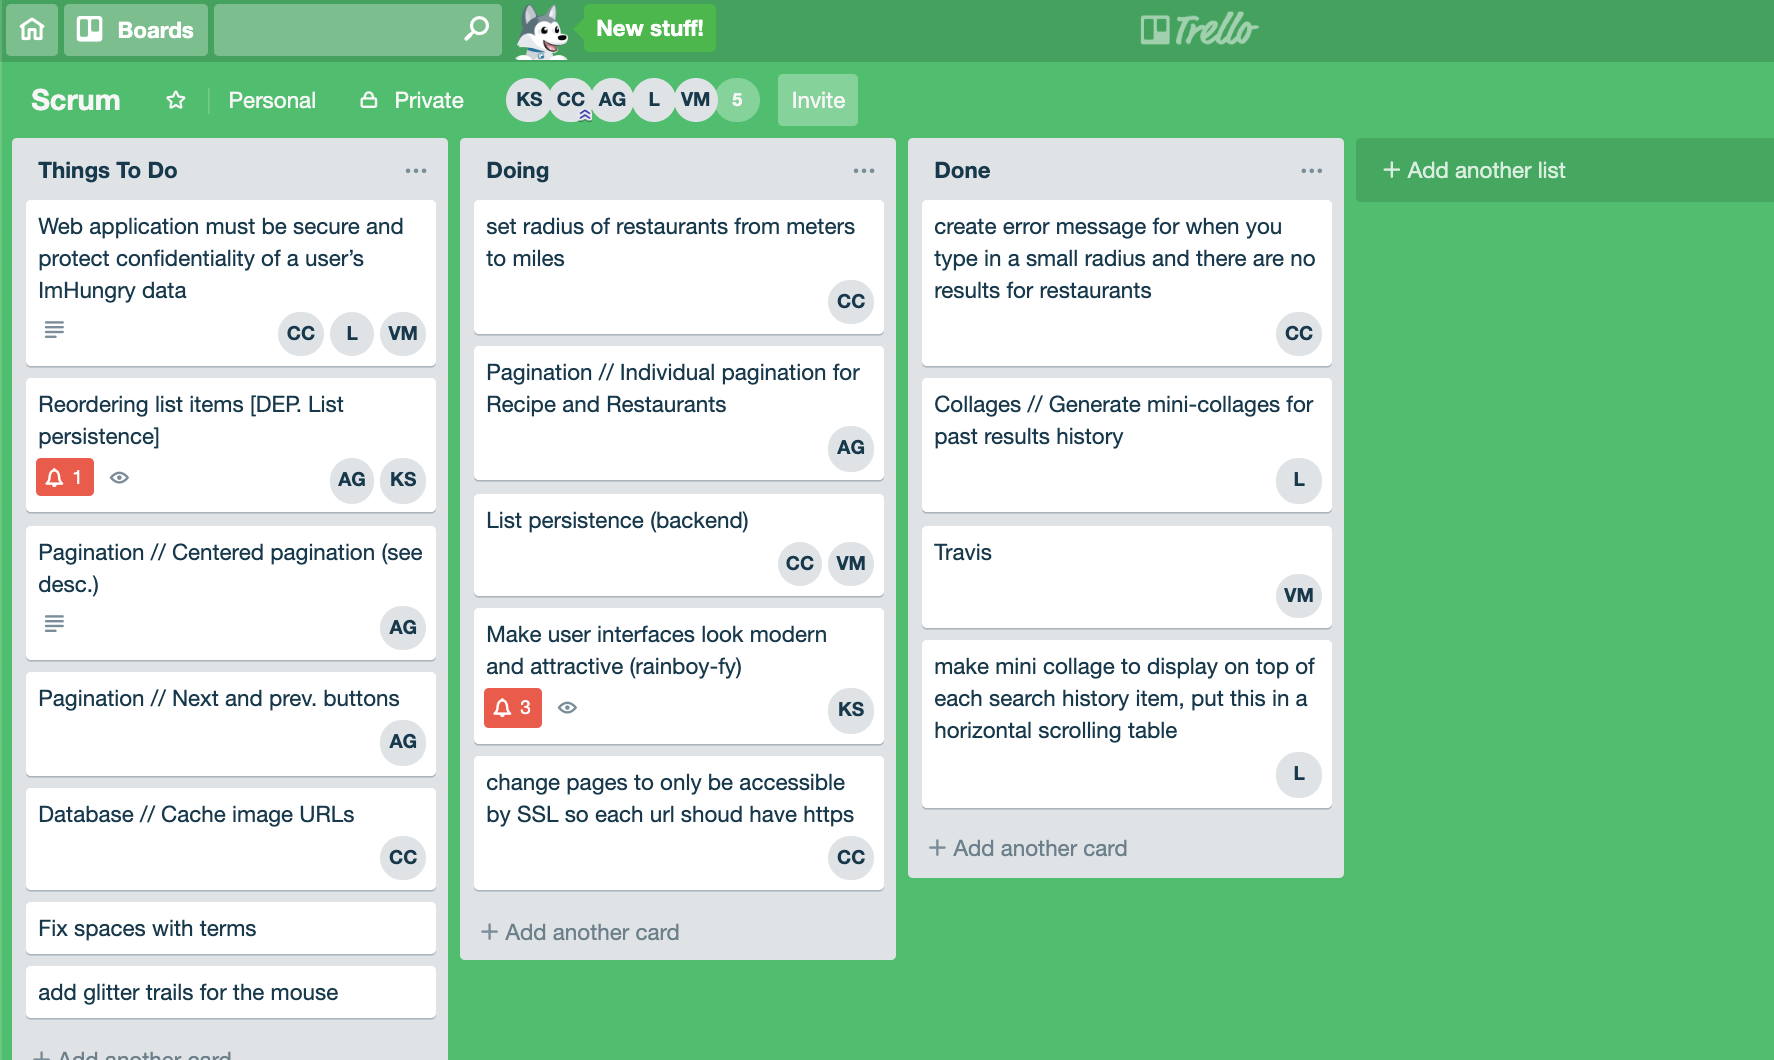 Boards
New stuff!
Trello
Scrum
Personal
Private
KS CC AG L VM 5
Invite
Things To Do
Web application must be secure and
protect confidentiality of a user’s
ImHungry data
CC L VM
Reordering list items [DEP. List
persistence]
1
AG KS
Pagination // Centered pagination (see
desc.)
AG
Pagination // Next and prev. buttons
AG
Database // Cache image URLs
CC
Fix spaces with terms
add glitter trails for the mouse
+ Add another card
Doing
set radius of restaurants from meters
to miles
CC
Pagination // Individual pagination for
Recipe and Restaurants
AG
List persistence (backend)
CC VM
Make user interfaces look modern
and attractive (rainboy-fy)
3
KS
change pages to only be accessible
by SSL so each url shoud have https
CC
+ Add another card
Done
create error message for when you
type in a small radius and there are no
results for restaurants
CC
Collages // Generate mini-collages for
past results history
L
Travis
VM
make mini collage to display on top of
each search history item, put this in a
horizontal scrolling table
L
+ Add another card
+ Add another list